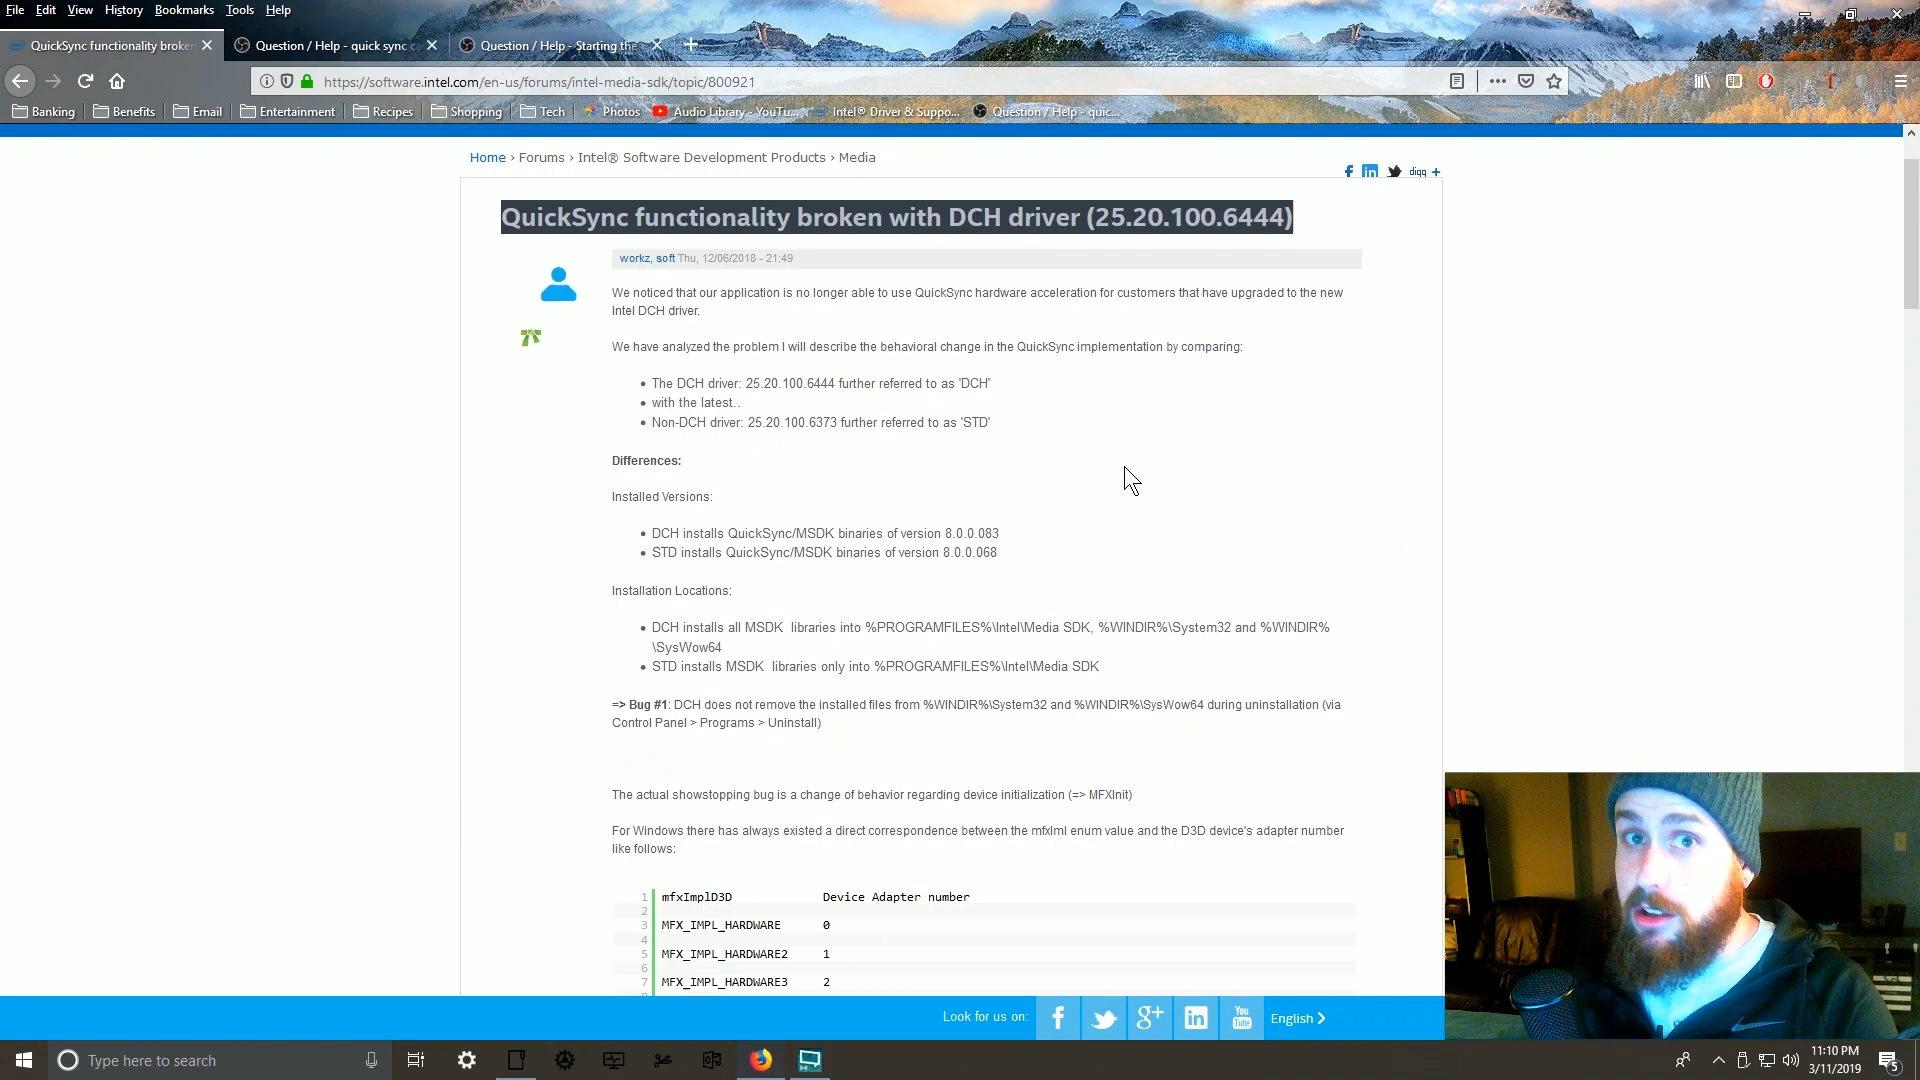 File Edit View History Bookmarks Tools Help
QuickSync functionality broken
Question / Help - quick sync c
Question / Help - Starting the
https://software.intel.com/en-us/forums/intel-media-sdk/topic/800921
Banking Benefits Email Entertainment Recipes Shopping Tech Photos Audio Library - YouTu... Intel® Driver & Suppo... Question / Help - quic...
Home › Forums › Intel® Software Development Products › Media
f in digg +
QuickSync functionality broken with DCH driver (25.20.100.6444)
workz, soft Thu, 12/06/2018 - 21:49
We noticed that our application is no longer able to use QuickSync hardware acceleration for customers that have upgraded to the new
Intel DCH driver.
We have analyzed the problem I will describe the behavioral change in the QuickSync implementation by comparing:
• The DCH driver: 25.20.100.6444 further referred to as 'DCH'
• with the latest..
• Non-DCH driver: 25.20.100.6373 further referred to as 'STD'
Differences:
Installed Versions:
• DCH installs QuickSync/MSDK binaries of version 8.0.0.083
• STD installs QuickSync/MSDK binaries of version 8.0.0.068
Installation Locations:
• DCH installs all MSDK libraries into %PROGRAMFILES%\Intel\Media SDK, %WINDIR%\System32 and %WINDIR%
\SysWow64
• STD installs MSDK libraries only into %PROGRAMFILES%\Intel\Media SDK
=> Bug #1: DCH does not remove the installed files from %WINDIR%\System32 and %WINDIR%\SysWow64 during uninstallation (via
Control Panel > Programs > Uninstall)
The actual showstopping bug is a change of behavior regarding device initialization (=> MFXInit)
For Windows there has always existed a direct correspondence between the mfxIml enum value and the D3D device's adapter number
like follows:
1 mfxImplD3D Device Adapter number
2
3 MFX_IMPL_HARDWARE 0
4
5 MFX_IMPL_HARDWARE2 1
6
7 MFX_IMPL_HARDWARE3 2
Look for us on: f g+ in You Tube English
Type here to search
11:10 PM
3/11/2019
5